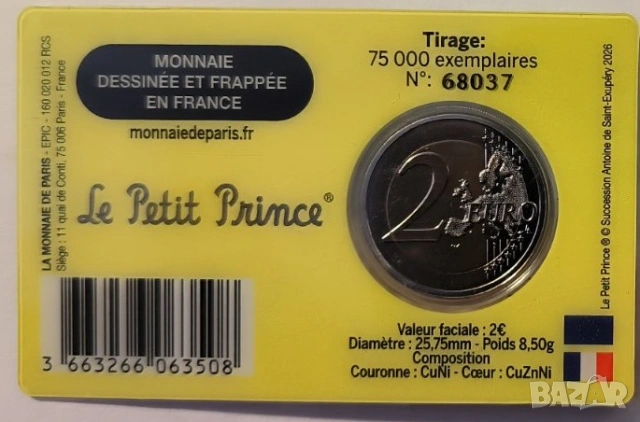 LA MONNAIE DE PARIS - EPIC - 160 020 012 RCS
Siège : 11 quai de Conti, 75 006 Paris - France
MONNAIE
DESSINÉE ET FRAPPÉE
EN FRANCE
monnaiedeparis.fr
Le Petit Prince®
3 663266 063508
Tirage:
75 000 exemplaires
N°: 68037
2 EURO
Valeur faciale : 2€
Diamètre : 25,75mm - Poids 8,50g
Composition
Couronne : CuNi - Cœur : CuZnNi
Le Petit Prince ® © Succession Antoine de Saint-Exupéry 2026
BAZAR